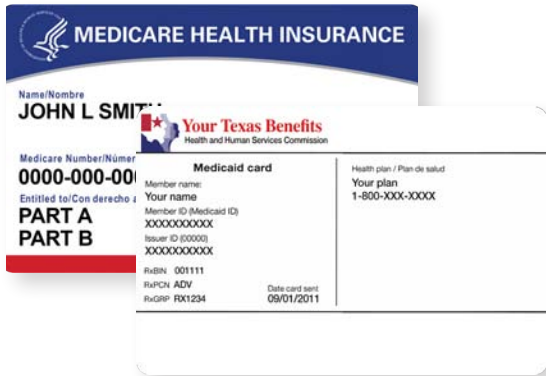 MEDICARE HEALTH INSURANCE
Name/Nombre
JOHN L
Medicare Number/
0000-000-
Entitled to/Con derecho a
PART A
PART B
Your Texas Benefits
Health and Human Services Commission
Medicaid card
Member name:
Your name
Member ID (Medicaid ID)
XXXXXXXXXX
Issuer ID (00000)
XXXXXXXXXX
RxBIN 001111
RxPCN ADV
RxGRP RX1234
Date card sent
09/01/2011
Health plan / Plan de salud
Your plan
1-800-XXX-XXXX